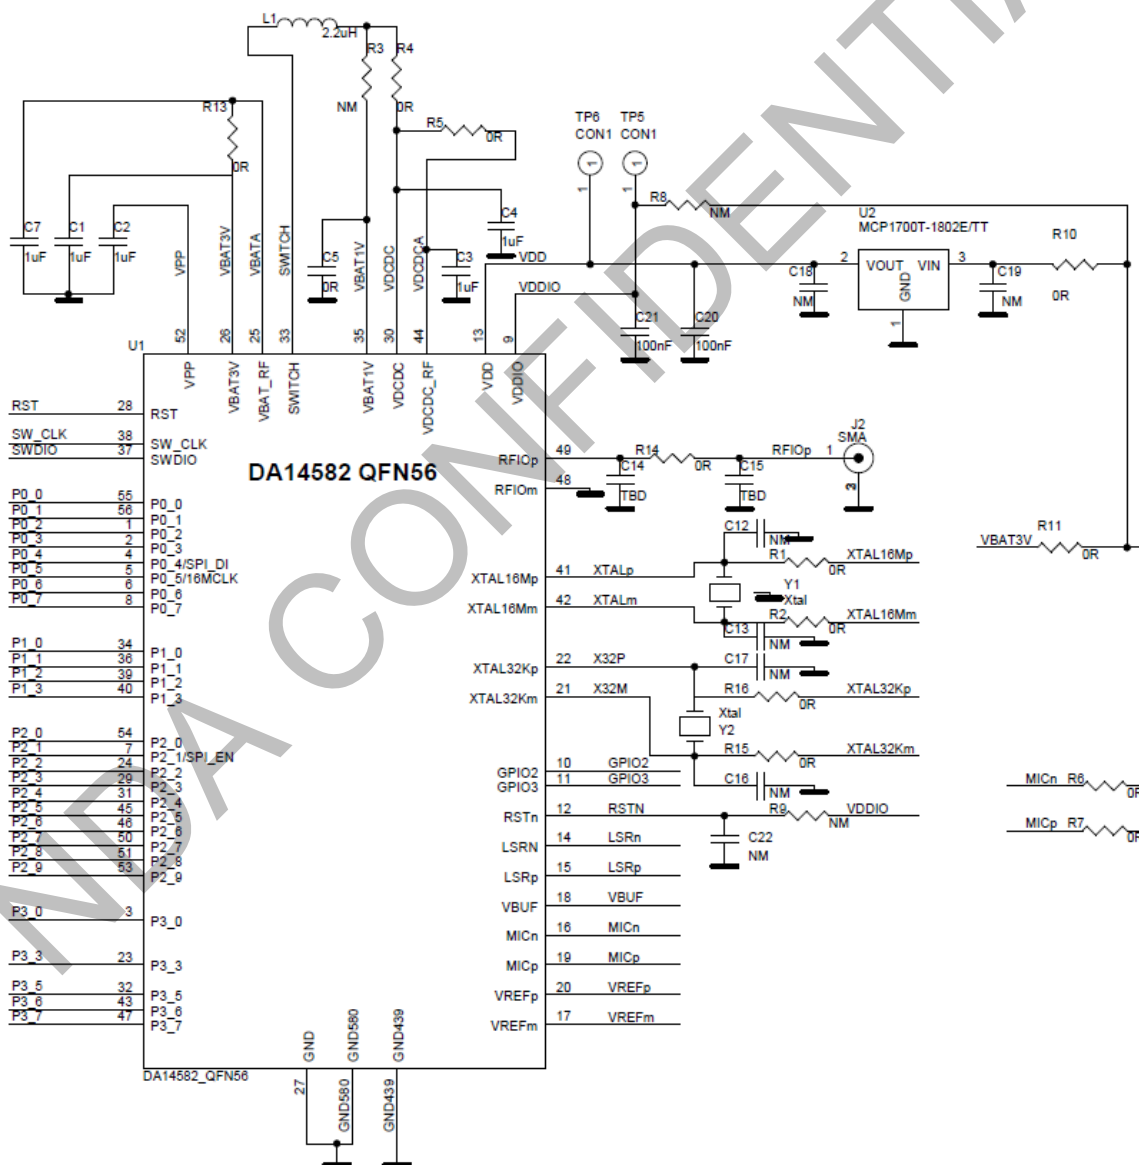 NDA CONFIDENTIA
L1
2.2uH
R3
R4
NM
0R
R13
0R
R5
0R
TP6
CON1
1
1
TP5
CON1
1
1
R8
NM
U2
MCP1700T-1802E/TT
2
VOUT
VIN
3
GND
1
R10
0R
C7
1uF
C1
1uF
C2
1uF
VPP
VBAT3V
VBATA
SWITCH
C5
0R
VBAT1V
VDCDC
VDCDCA
C4
1uF
C3
1uF
VDD
VDDIO
C18
NM
C19
NM
C21
100nF
C20
100nF
U1
52
26
25
33
35
30
44
13
9
VPP
VBAT3V
VBAT_RF
SWITCH
VBAT1V
VDCDC
VDCDC_RF
VDD
VDDIO
DA14582 QFN56
RST 28 RST
SW_CLK 38 SW_CLK
SWDIO 37 SWDIO
P0_0 55 P0_0
P0_1 56 P0_1
P0_2 1 P0_2
P0_3 2 P0_3
P0_4 4 P0_4/SPI_DI
P0_5 5 P0_5/16MCLK
P0_6 6 P0_6
P0_7 8 P0_7
P1_0 34 P1_0
P1_1 36 P1_1
P1_2 39 P1_2
P1_3 40 P1_3
P2_0 54 P2_0
P2_1 7 P2_1/SPI_EN
P2_2 24 P2_2
P2_3 29 P2_3
P2_4 31 P2_4
P2_5 45 P2_5
P2_6 46 P2_6
P2_7 50 P2_7
P2_8 51 P2_8
P2_9 53 P2_9
P3_0 3 P3_0
P3_3 23 P3_3
P3_5 32 P3_5
P3_6 43 P3_6
P3_7 47 P3_7
RFIOp 49
R14
0R
RFIOp 1
J2
SMA
2
RFIOm 48
C14
TBD
C15
TBD
C12
NM
XTAL16Mp 41 XTALp
R1
0R
XTAL16Mp
Y1
Xtal
XTAL16Mm 42 XTALm
R2
0R
XTAL16Mm
C13
NM
VBAT3V
R11
0R
XTAL32Kp 22 X32P
C17
NM
XTAL32Km 21 X32M
R16
0R
XTAL32Kp
Xtal
Y2
R15
0R
XTAL32Km
C16
NM
GPIO2 10 GPIO2
GPIO3 11 GPIO3
RSTn 12 RSTN
R9
NM
VDDIO
C22
NM
LSRN 14 LSRn
LSRp 15 LSRp
VBUF 18 VBUF
MICn 16 MICn
MICp 19 MICp
VREFp 20 VREFp
VREFm 17 VREFm
MICn R6
0R
MICp R7
0R
GND
GND580
GND439
DA14582_QFN56
27
GND580
GND439